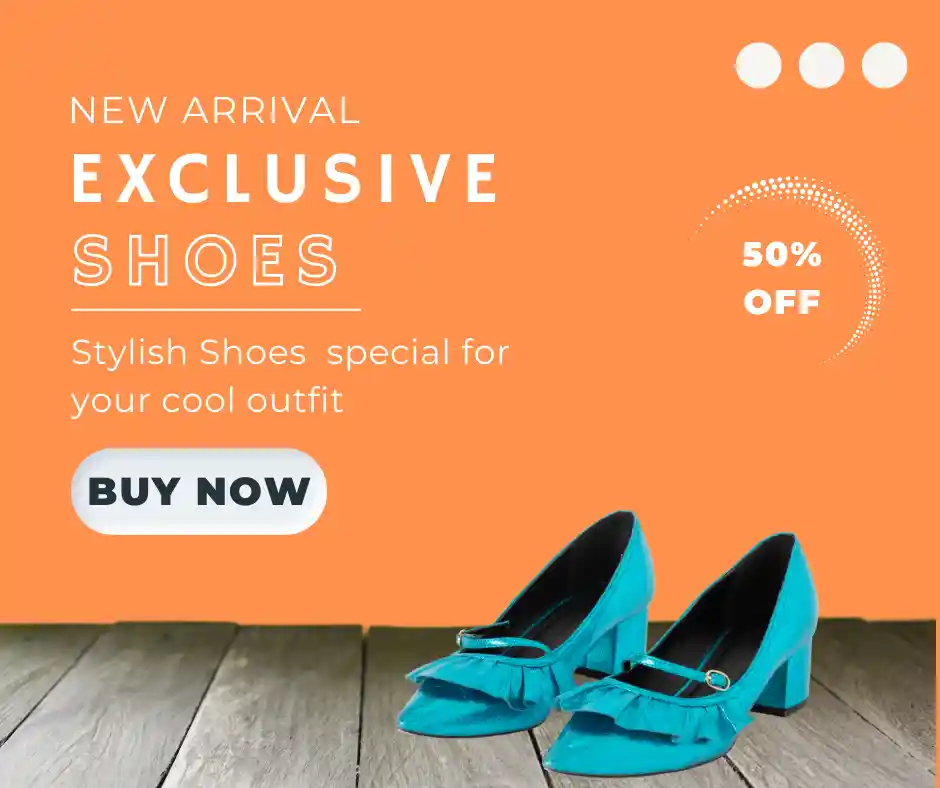 NEW ARRIVAL
EXCLUSIVE
SHOES
50%
OFF
Stylish Shoes special for
your cool outfit
BUY NOW